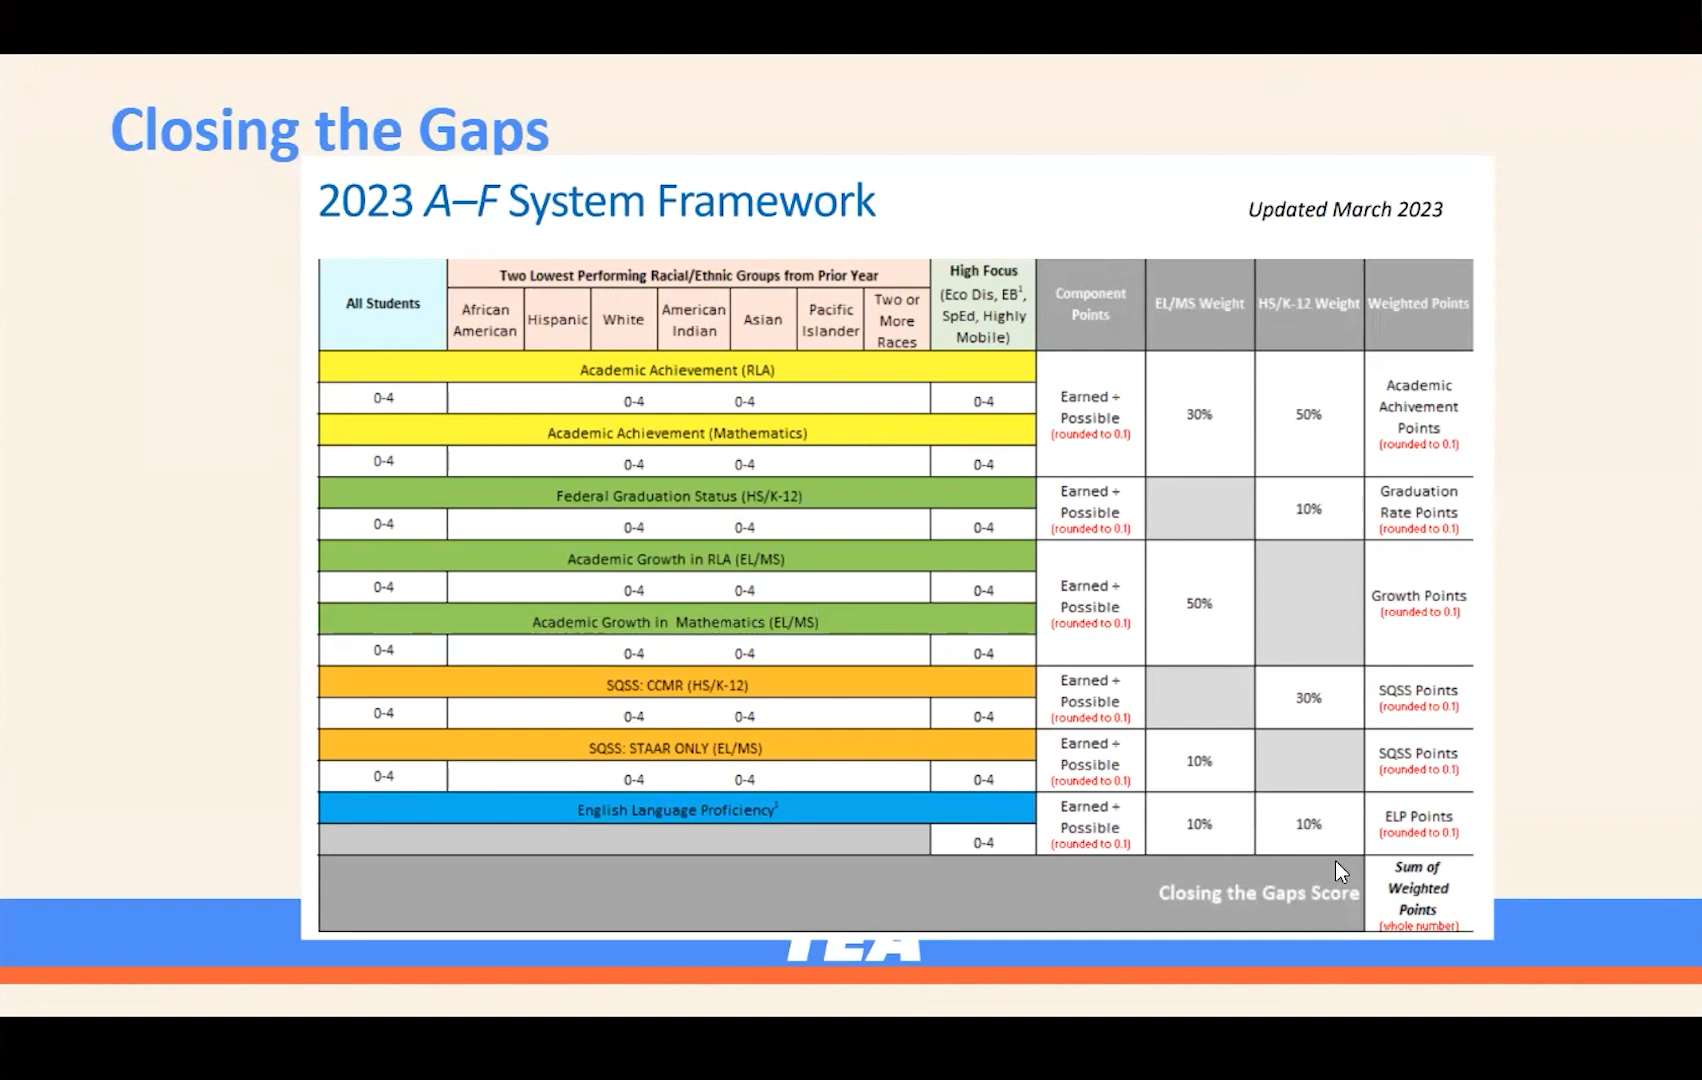 Closing the Gaps
2023 A–F System Framework
Updated March 2023
All Students
Two Lowest Performing Racial/Ethnic Groups from Prior Year
African
American
Hispanic
White
American
Indian
Asian
Pacific
Islander
Two or
More
Races
High Focus
(Eco Dis, EB¹,
SpEd, Highly
Mobile)
Component
Points
EL/MS Weight
HS/K-12 Weight
Weighted Points
Academic Achievement (RLA)
0-4 0-4 0-4 0-4
Academic Achievement (Mathematics)
0-4 0-4 0-4 0-4
Earned ÷
Possible
(rounded to 0.1)
30%
50%
Academic
Achivement
Points
(rounded to 0.1)
Federal Graduation Status (HS/K-12)
0-4 0-4 0-4 0-4
Earned ÷
Possible
(rounded to 0.1)
10%
Graduation
Rate Points
(rounded to 0.1)
Academic Growth in RLA (EL/MS)
0-4 0-4 0-4 0-4
Academic Growth in Mathematics (EL/MS)
0-4 0-4 0-4 0-4
Earned ÷
Possible
(rounded to 0.1)
50%
Growth Points
(rounded to 0.1)
SQSS: CCMR (HS/K-12)
0-4 0-4 0-4 0-4
Earned ÷
Possible
(rounded to 0.1)
30%
SQSS Points
(rounded to 0.1)
SQSS: STAAR ONLY (EL/MS)
0-4 0-4 0-4 0-4
Earned ÷
Possible
(rounded to 0.1)
10%
SQSS Points
(rounded to 0.1)
English Language Proficiency¹
0-4
Earned ÷
Possible
(rounded to 0.1)
10%
10%
ELP Points
(rounded to 0.1)
Closing the Gaps Score
Sum of
Weighted
Points
(whole number)
TEA